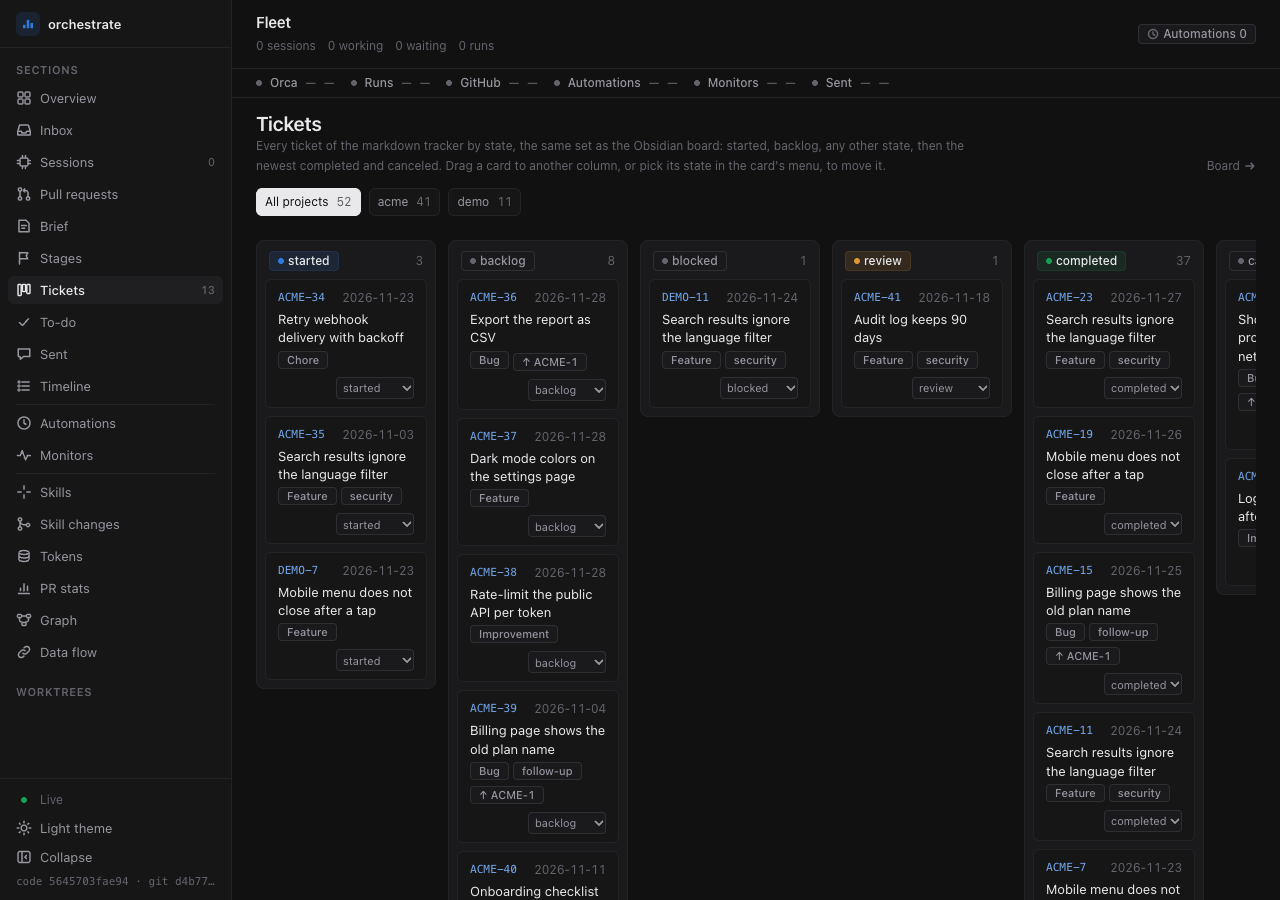 orchestrate
SECTIONS
Overview
Inbox
Sessions 0
Pull requests
Brief
Stages
Tickets 13
To-do
Sent
Timeline
Automations
Monitors
Skills
Skill changes
Tokens
PR stats
Graph
Data flow
WORKTREES
Live
Light theme
Collapse
code 5645703fae94 · git d4b77…
Fleet
0 sessions 0 working 0 waiting 0 runs
Automations 0
Orca — — Runs — — GitHub — — Automations — — Monitors — — Sent — —
Tickets
Every ticket of the markdown tracker by state, the same set as the Obsidian board: started, backlog, any other state, then the
newest completed and canceled. Drag a card to another column, or pick its state in the card's menu, to move it.
Board →
All projects 52 acme 41 demo 11
started 3
ACME-34 2026-11-23
Retry webhook
delivery with backoff
Chore
started
ACME-35 2026-11-03
Search results ignore
the language filter
Feature security
started
DEMO-7 2026-11-23
Mobile menu does not
close after a tap
Feature
started
backlog 8
ACME-36 2026-11-28
Export the report as
CSV
Bug ↑ ACME-1
backlog
ACME-37 2026-11-28
Dark mode colors on
the settings page
Feature
backlog
ACME-38 2026-11-28
Rate-limit the public
API per token
Improvement
backlog
ACME-39 2026-11-04
Billing page shows the
old plan name
Bug follow-up
↑ ACME-1
backlog
ACME-40 2026-11-11
Onboarding checklist
blocked 1
DEMO-11 2026-11-24
Search results ignore
the language filter
Feature security
blocked
review 1
ACME-41 2026-11-18
Audit log keeps 90
days
Feature security
review
completed 37
ACME-23 2026-11-27
Search results ignore
the language filter
Feature security
completed
ACME-19 2026-11-26
Mobile menu does not
close after a tap
Feature
completed
ACME-15 2026-11-25
Billing page shows the
old plan name
Bug follow-up
↑ ACME-1
completed
ACME-11 2026-11-24
Search results ignore
the language filter
Feature security
completed
ACME-7 2026-11-23
Mobile menu does not